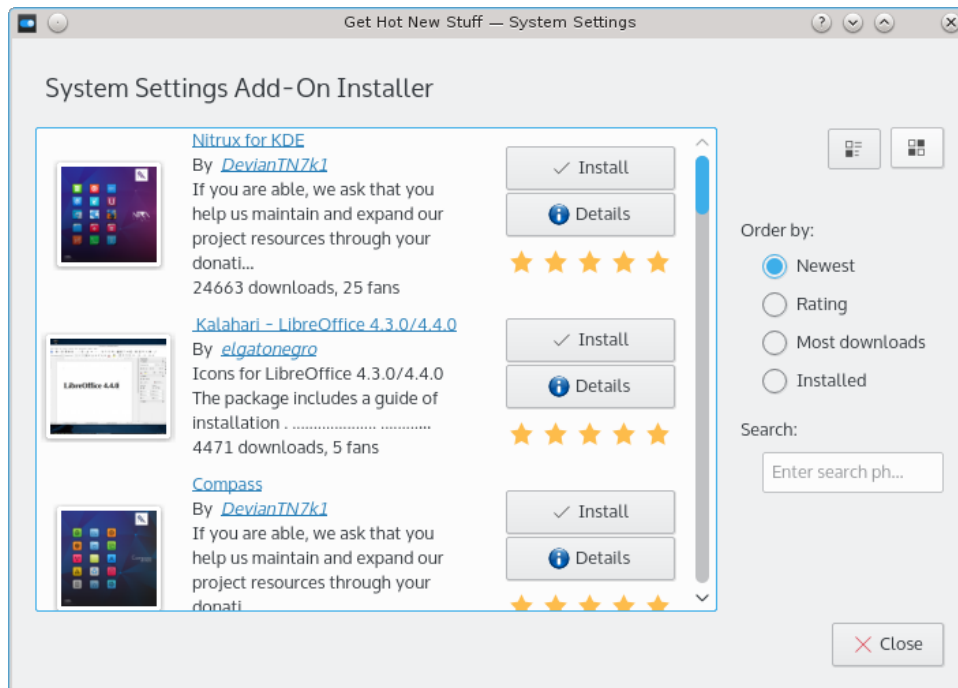 Get Hot New Stuff — System Settings
System Settings Add-On Installer
Nitrux for KDE
By DevianTN7k1
If you are able, we ask that you
help us maintain and expand our
project resources through your
donati...
24663 downloads, 25 fans
Install
Details
Kalahari - LibreOffice 4.3.0/4.4.0
By elgatonegro
Icons for LibreOffice 4.3.0/4.4.0
The package includes a guide of
installation . ..................... ............
4471 downloads, 5 fans
LibreOffice 4.4.0
Install
Details
Compass
By DevianTN7k1
If you are able, we ask that you
help us maintain and expand our
project resources through your
donati
Install
Details
Order by:
Newest
Rating
Most downloads
Installed
Search:
Enter search ph...
Close